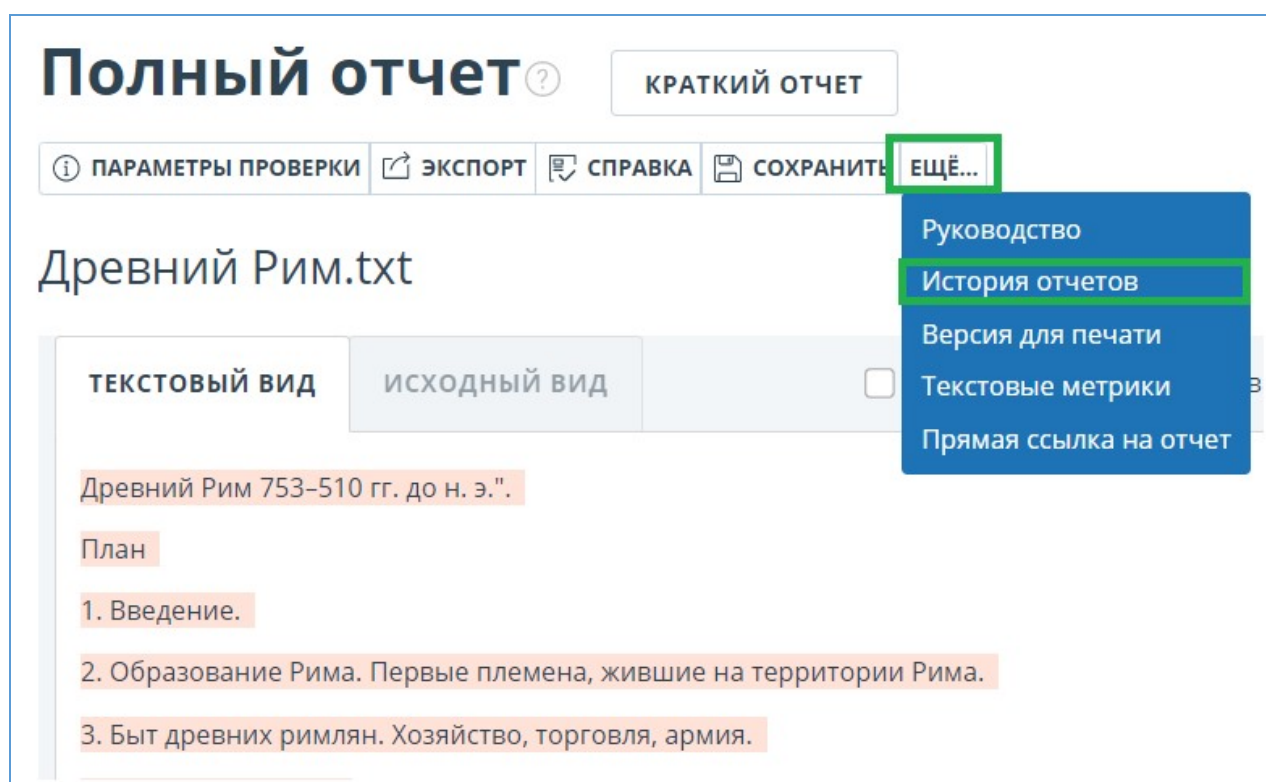 Полный отчет ? КРАТКИЙ ОТЧЕТ
ПАРАМЕТРЫ ПРОВЕРКИ ЭКСПОРТ СПРАВКА СОХРАНИТЬ ЕЩЁ...
Руководство
История отчетов
Версия для печати
Текстовые метрики
Прямая ссылка на отчет
Древний Рим.txt
ТЕКСТОВЫЙ ВИД ИСХОДНЫЙ ВИД
Древний Рим 753–510 гг. до н. э.".
План
1. Введение.
2. Образование Рима. Первые племена, жившие на территории Рима.
3. Быт древних римлян. Хозяйство, торговля, армия.